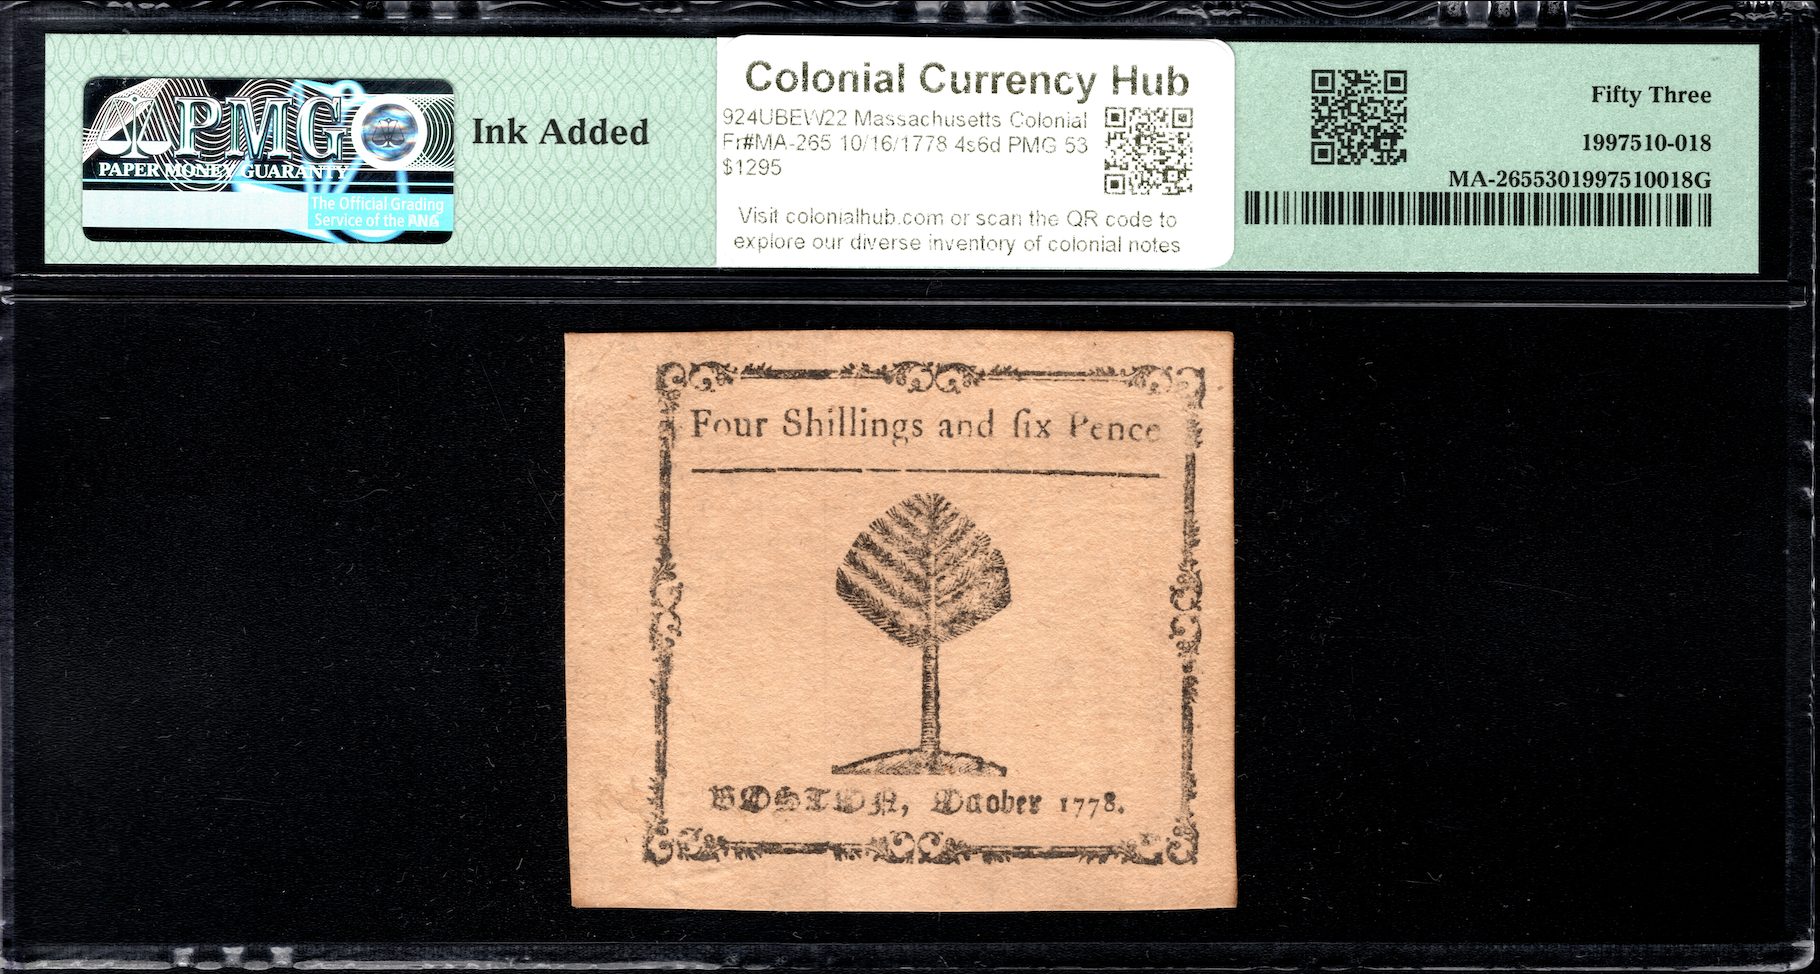 PMG
PAPER MONEY GUARANTY
The Official Grading
Service of the ANA
Ink Added
Colonial Currency Hub
924UBEW22 Massachusetts Colonial
Fr#MA-265 10/16/1778 4s6d PMG 53
$1295
Visit colonialhub.com or scan the QR code to
explore our diverse inventory of colonial notes
Fifty Three
1997510-018
MA-2655301997510018G
Four Shillings and ſix Pence
BOSTON, October 1778.